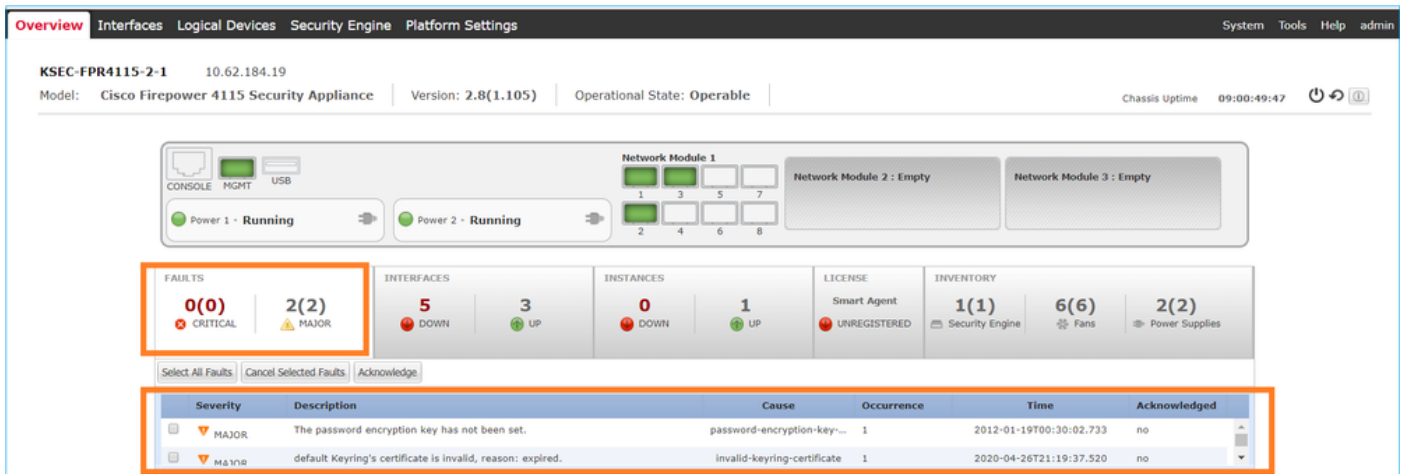 Overview Interfaces Logical Devices Security Engine Platform Settings System Tools Help admin
KSEC-FPR4115-2-1 10.62.184.19
Model: Cisco Firepower 4115 Security Appliance Version: 2.8(1.105) Operational State: Operable Chassis Uptime 09:00:49:47
Network Module 1
CONSOLE MGMT USB
Network Module 2 : Empty Network Module 3 : Empty
1 3 5 7
Power 1 - Running Power 2 - Running
2 4 6 8
FAULTS INTERFACES INSTANCES LICENSE INVENTORY
0(0) 2(2) 5 3 0 1 Smart Agent 1(1) 6(6) 2(2)
CRITICAL MAJOR DOWN UP DOWN UP UNREGISTERED Security Engine Fans Power Supplies
Select All Faults Cancel Selected Faults Acknowledge
Severity Description Cause Occurrence Time Acknowledged
MAJOR The password encryption key has not been set. password-encryption-key-... 1 2012-01-19T00:30:02.733 no
MAJOR default Keyring's certificate is invalid, reason: expired. invalid-keyring-certificate 1 2020-04-26T21:19:37.520 no